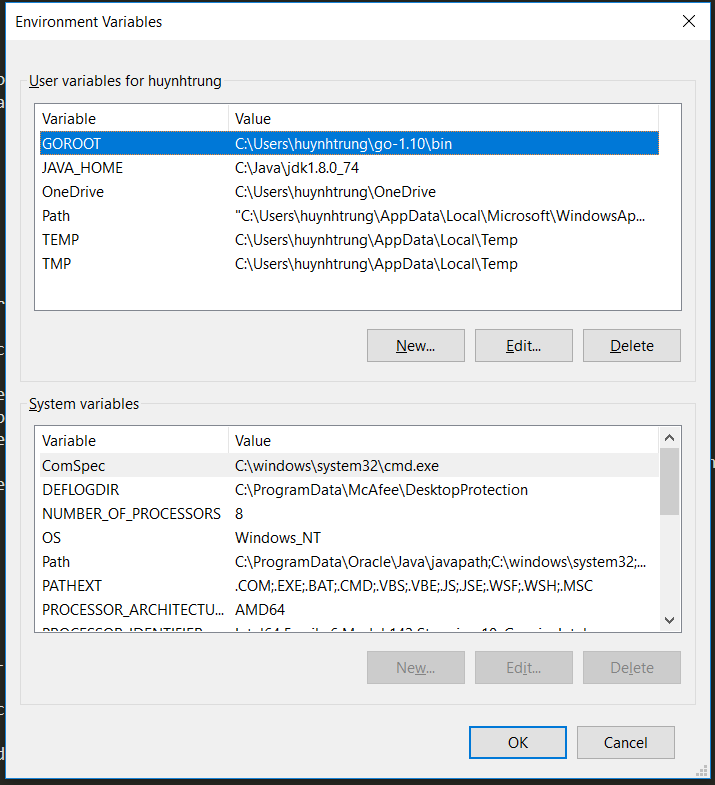 Environment Variables
User variables for huynhtrung
Variable Value
GOROOT C:\Users\huynhtrung\go-1.10\bin
JAVA_HOME C:\Java\jdk1.8.0_74
OneDrive C:\Users\huynhtrung\OneDrive
Path "C:\Users\huynhtrung\AppData\Local\Microsoft\WindowsAp...
TEMP C:\Users\huynhtrung\AppData\Local\Temp
TMP C:\Users\huynhtrung\AppData\Local\Temp
New... Edit... Delete
System variables
Variable Value
ComSpec C:\windows\system32\cmd.exe
DEFLOGDIR C:\ProgramData\McAfee\DesktopProtection
NUMBER_OF_PROCESSORS 8
OS Windows_NT
Path C:\ProgramData\Oracle\Java\javapath;C:\windows\system32;...
PATHEXT .COM;.EXE;.BAT;.CMD;.VBS;.VBE;.JS;.JSE;.WSF;.WSH;.MSC
PROCESSOR_ARCHITECTU... AMD64
New... Edit... Delete
OK Cancel